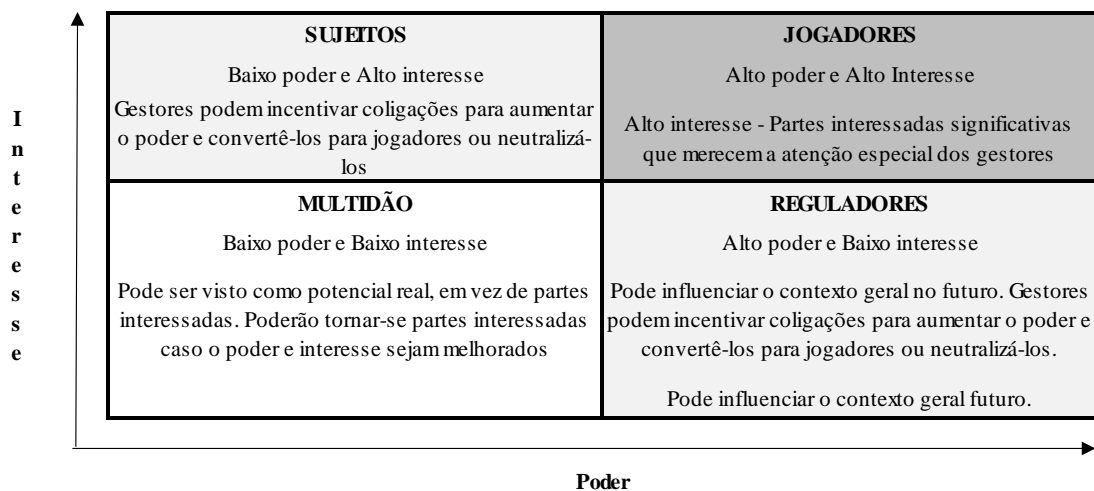 Interesse
SUJEITOS
Baixo poder e Alto interesse
Gestores podem incentivar coligações para aumentar
o poder e convertê-los para jogadores ou neutralizá-
los
JOGADORES
Alto poder e Alto Interesse
Alto interesse - Partes interessadas significativas
que merecem a atenção especial dos gestores
MULTIDÃO
Baixo poder e Baixo interesse
Pode ser visto como potencial real, em vez de partes
interessadas. Poderão tornar-se partes interessadas
caso o poder e interesse sejam melhorados
REGULADORES
Alto poder e Baixo interesse
Pode influenciar o contexto geral no futuro. Gestores
podem incentivar coligações para aumentar o poder e
convertê-los para jogadores ou neutralizá-los.
Pode influenciar o contexto geral futuro.
Poder